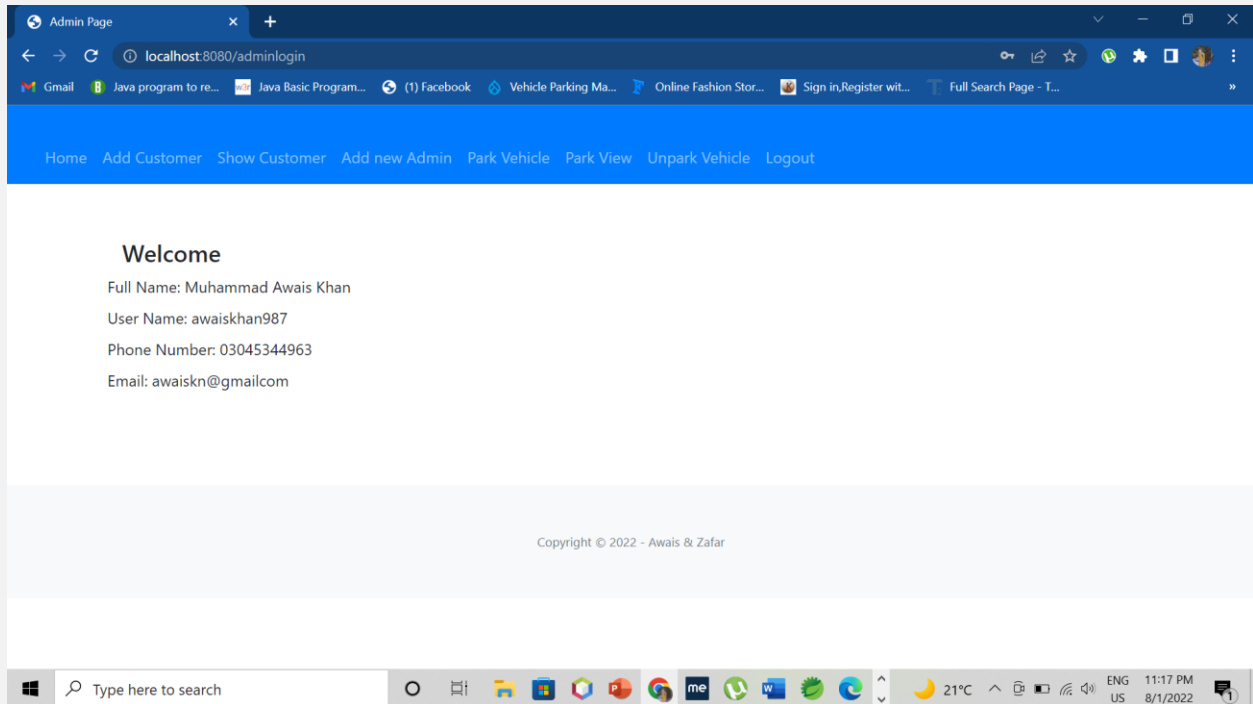 Admin Page
localhost:8080/adminlogin
Gmail Java program to re... w3r Java Basic Program... (1) Facebook Vehicle Parking Ma... Online Fashion Stor... Sign in,Register wit... Full Search Page - T... »
Home Add Customer Show Customer Add new Admin Park Vehicle Park View Unpark Vehicle Logout
Welcome
Full Name: Muhammad Awais Khan
User Name: awaiskhan987
Phone Number: 03045344963
Email: awaiskn@gmailcom
Copyright © 2022 - Awais & Zafar
Type here to search me 21°C ENG 11:17 PM
US 8/1/2022 1